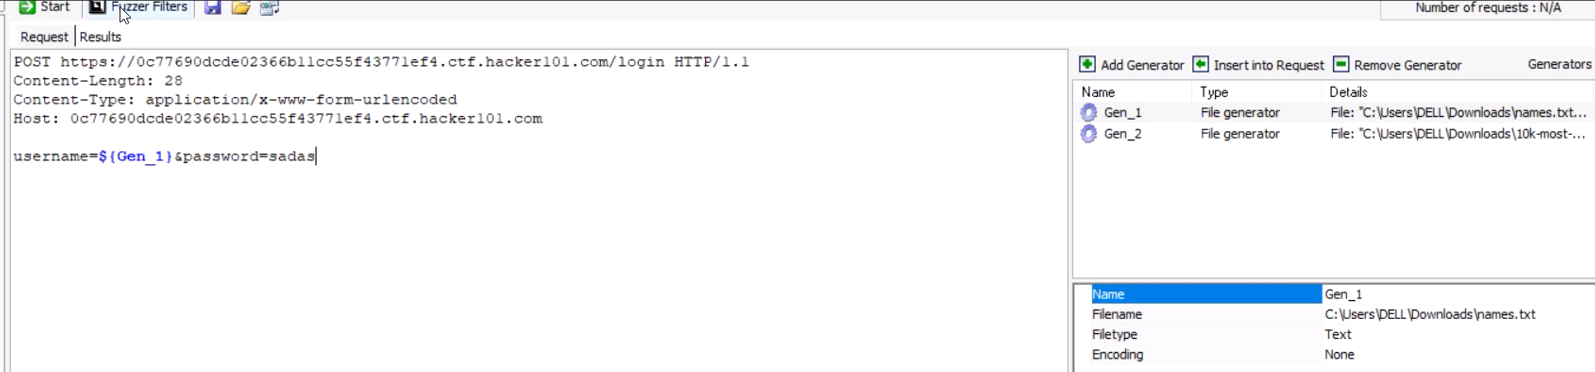 Start Fuzzer Filters Number of requests : N/A
Request Results
POST https://0c77690dcde02366b11cc55f43771ef4.ctf.hacker101.com/login HTTP/1.1
Content-Length: 28
Content-Type: application/x-www-form-urlencoded
Host: 0c77690dcde02366b11cc55f43771ef4.ctf.hacker101.com
username=${Gen_1}&password=sadas
Add Generator Insert into Request Remove Generator Generators
Name Type Details
Gen_1 File generator File: "C:\Users\DELL\Downloads\names.txt...
Gen_2 File generator File: "C:\Users\DELL\Downloads\10k-most-...
Name Gen_1
Filename C:\Users\DELL\Downloads\names.txt
Filetype Text
Encoding None